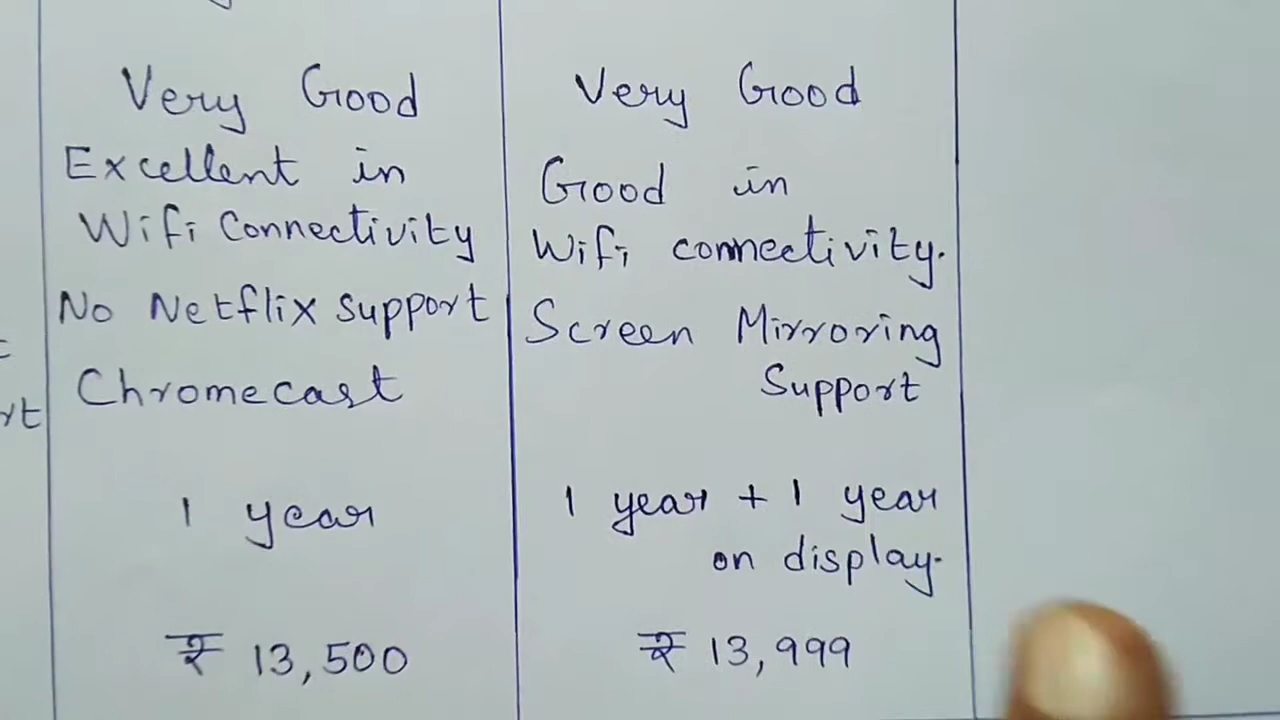 Very Good
Excellent in
Wifi Connectivity
No Netflix support
Chromecast
1 year
₹ 13,500
Very Good
Good in
Wifi connectivity.
Screen Mirroring
Support
1 year + 1 year
on display.
₹ 13,999